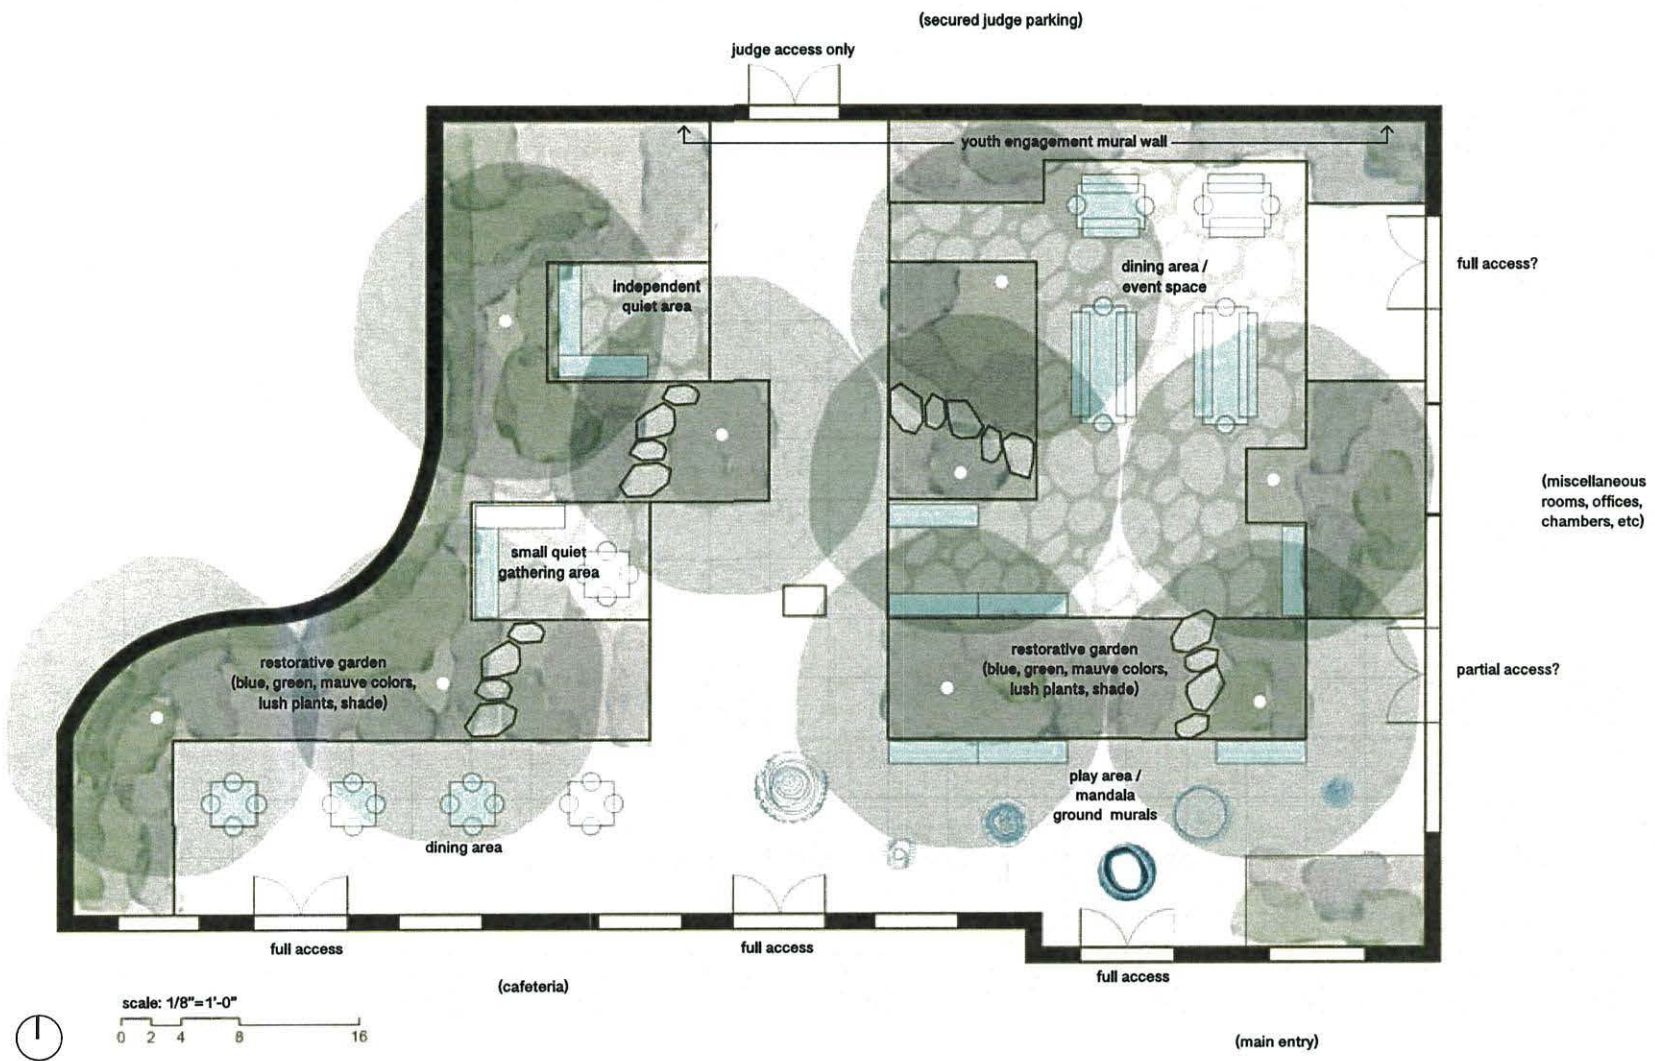 (secured judge parking)
judge access only
youth engagement mural wall
full access?
dining area /
event space
independent
quiet area
(miscellaneous
rooms, offices,
chambers, etc)
small quiet
gathering area
restorative garden
(blue, green, mauve colors,
lush plants, shade)
restorative garden
(blue, green, mauve colors,
lush plants, shade)
partial access?
play area /
mandala
ground murals
dining area
full access
full access
full access
(cafeteria)
scale: 1/8"=1'-0"
0 2 4 8 16
(main entry)